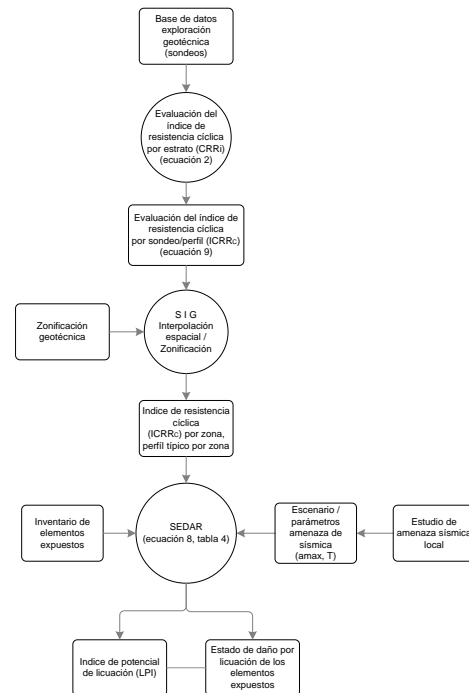 Base de datos
exploración
geotécnica
(sondeos)
Evaluación del
índice de
resistencia cíclica
por estrato (CRRi)
(ecuación 2)
Evaluación del índice de
resistencia cíclica
por sondeo/perfil (ICRRc)
(ecuación 9)
Zonificación
geotécnica
S I G
Interpolación
espacial /
Zonificación
Indice de resistencia
cíclica
(ICRRc) por zona,
perfíl típico por zona
Inventario de
elementos
expuestos
SEDAR
(ecuación 8, tabla 4)
Escenario /
parámetros
amenaza de
sísmica
(amax, T)
Estudio de
amenaza sísmica
local
Indice de potencial
de licuación (LPI)
Estado de daño por
licuación de los
elementos
expuestos